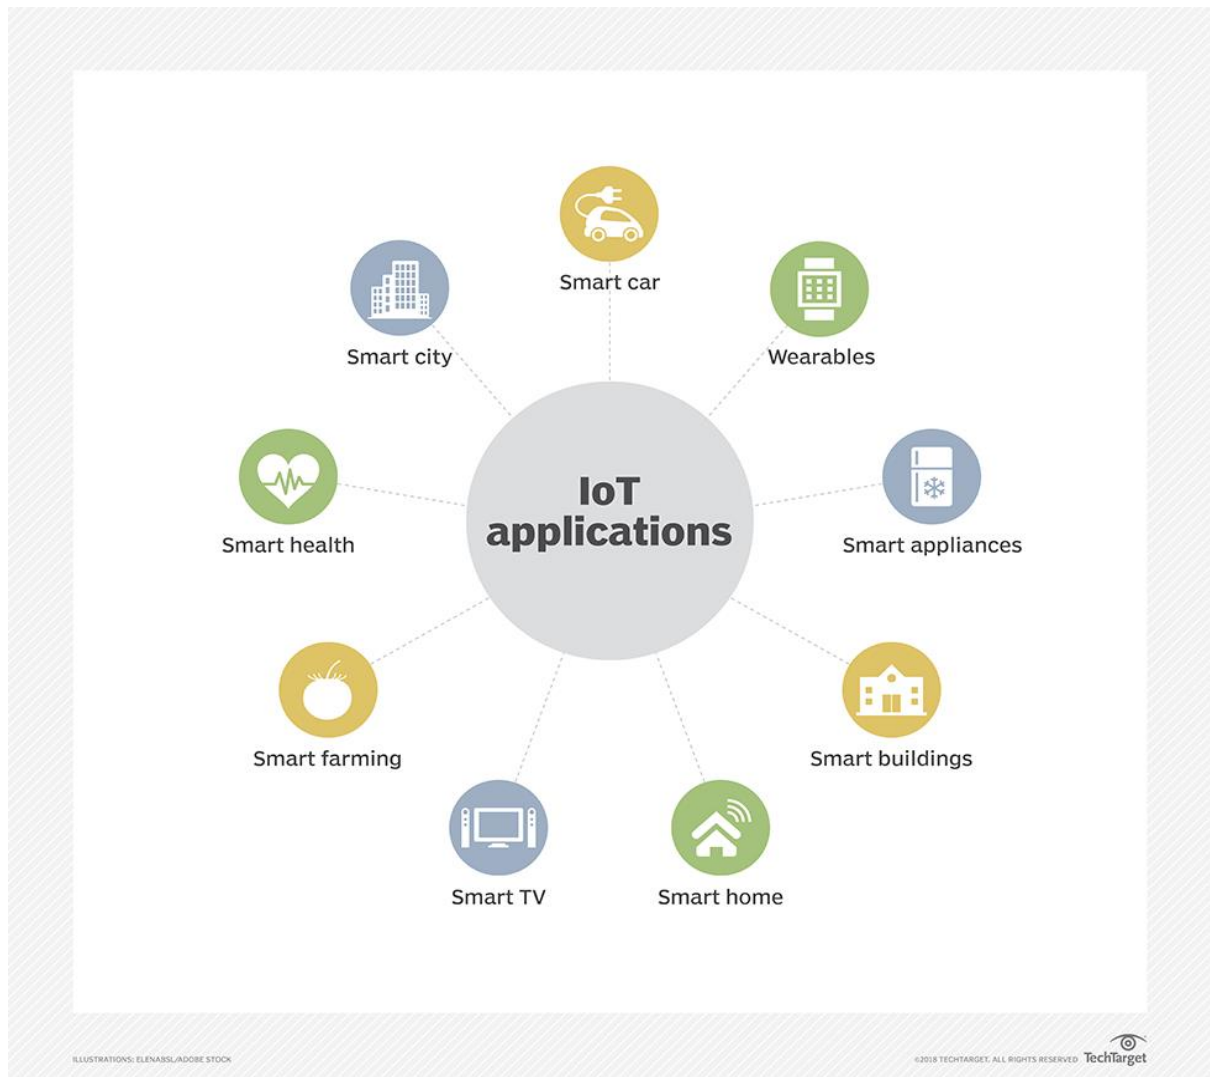 Smart car
Smart city
Wearables
IoT
applications
Smart health
Smart appliances
Smart farming
Smart buildings
Smart TV
Smart home
ILLUSTRATIONS: ELENABSL/ADOBE STOCK
©2018 TECHTARGET. ALL RIGHTS RESERVED TechTarget